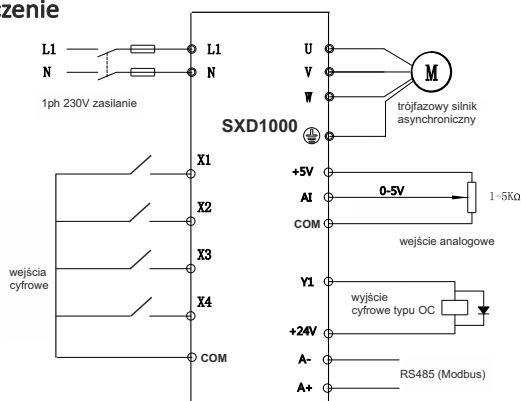 czenie
L1
N
1ph 230V zasilanie
L1
N
U
V
W
M
trójfazowy silnik
asynchroniczny
SXD1000
X1
X2
X3
X4
COM
wejścia
cyfrowe
+5V
AI
COM
0-5V
1-5KΩ
wejście analogowe
Y1
+24V
wyjście
cyfrowe typu OC
A-
A+
RS485 (Modbus)